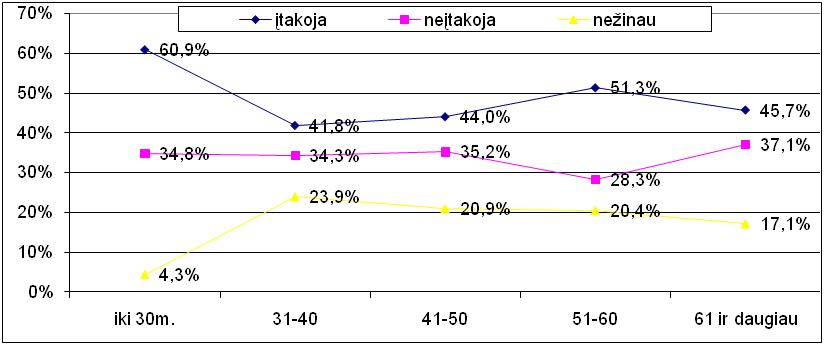 įtakoja neįtakoja nežinau
70%
60%
50%
40%
30%
20%
10%
0%
60,9% 41,8% 44,0% 51,3% 45,7%
34,8% 34,3% 35,2% 28,3% 37,1%
4,3% 23,9% 20,9% 20,4% 17,1%
iki 30m. 31-40 41-50 51-60 61 ir daugiau